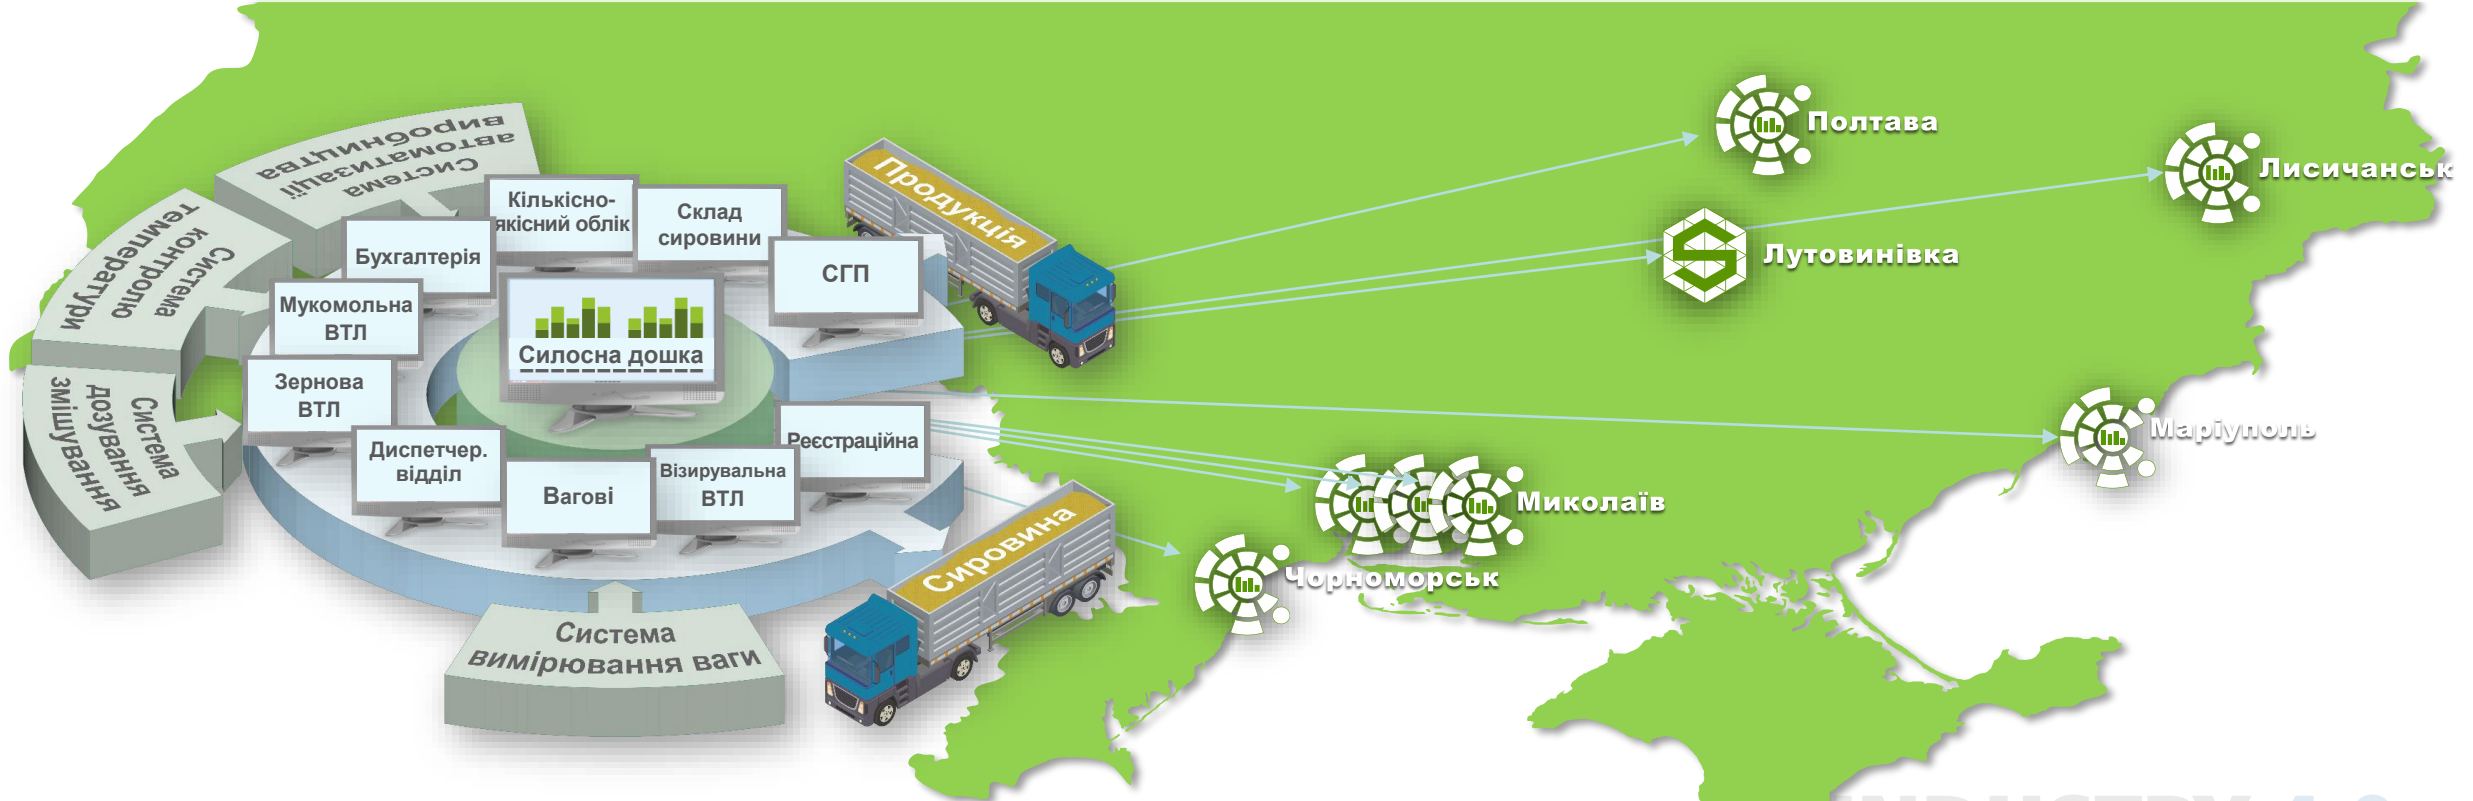 Система
автоматизації
виробництва
Система
контролю
температури
Система
дозування
змішування
Система
вимірювання ваги
Кількісно-
якісний облік
Склад
сировини
СГП
Бухгалтерія
Мукомольна
ВТЛ
Зернова
ВТЛ
Диспетчер.
відділ
Вагові
Візирувальна
ВТЛ
Реєстраційна
Силосна дошка
Продукція
Сировина
Полтава
Лисичанськ
Лутовинівка
Маріуполь
Миколаїв
Чорноморськ